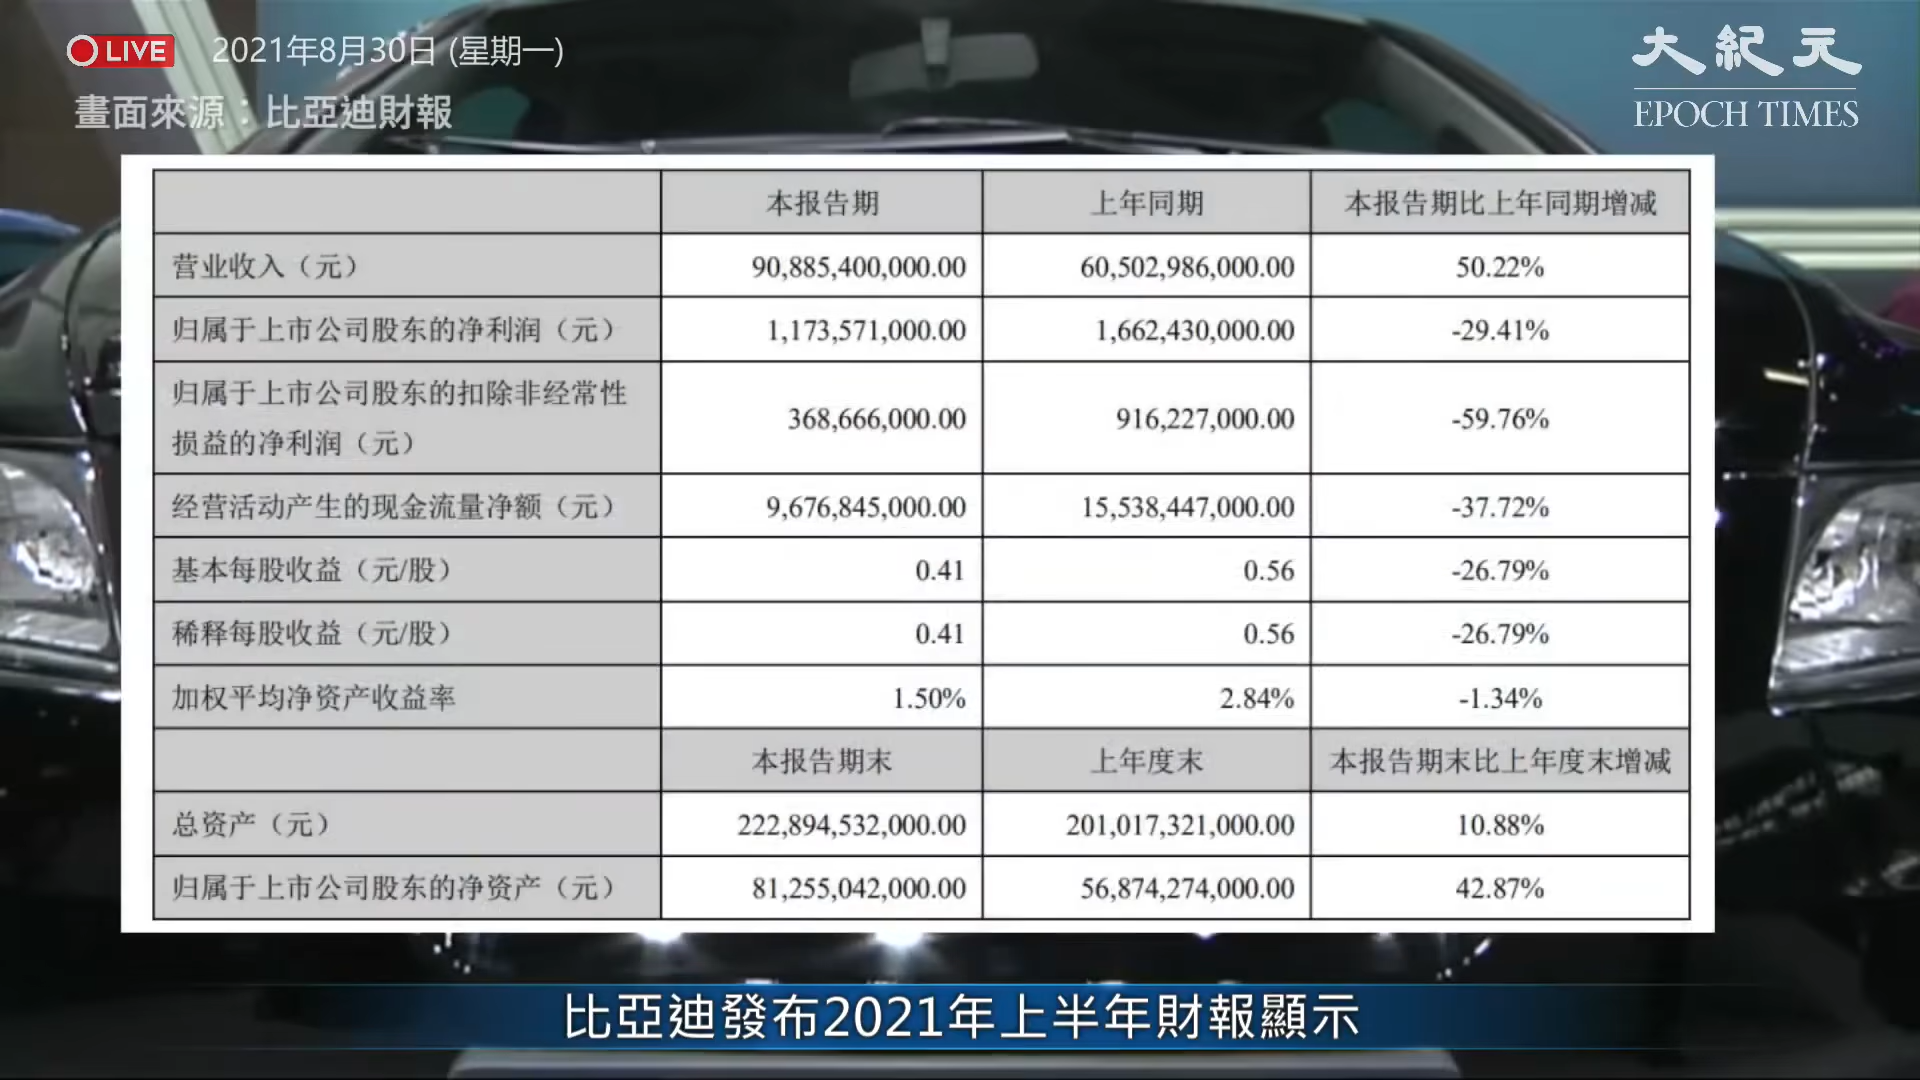 LIVE 2021年8月30日 (星期一)
畫面來源：比亞迪財報
大紀元
EPOCH TIMES
本报告期 上年同期 本报告期比上年同期增减
营业收入（元） 90,885,400,000.00 60,502,986,000.00 50.22%
归属于上市公司股东的净利润（元） 1,173,571,000.00 1,662,430,000.00 -29.41%
归属于上市公司股东的扣除非经常性
损益的净利润（元） 368,666,000.00 916,227,000.00 -59.76%
经营活动产生的现金流量净额（元） 9,676,845,000.00 15,538,447,000.00 -37.72%
基本每股收益（元/股） 0.41 0.56 -26.79%
稀释每股收益（元/股） 0.41 0.56 -26.79%
加权平均净资产收益率 1.50% 2.84% -1.34%
本报告期末 上年度末 本报告期末比上年度末增减
总资产（元） 222,894,532,000.00 201,017,321,000.00 10.88%
归属于上市公司股东的净资产（元） 81,255,042,000.00 56,874,274,000.00 42.87%
比亞迪發布2021年上半年財報顯示